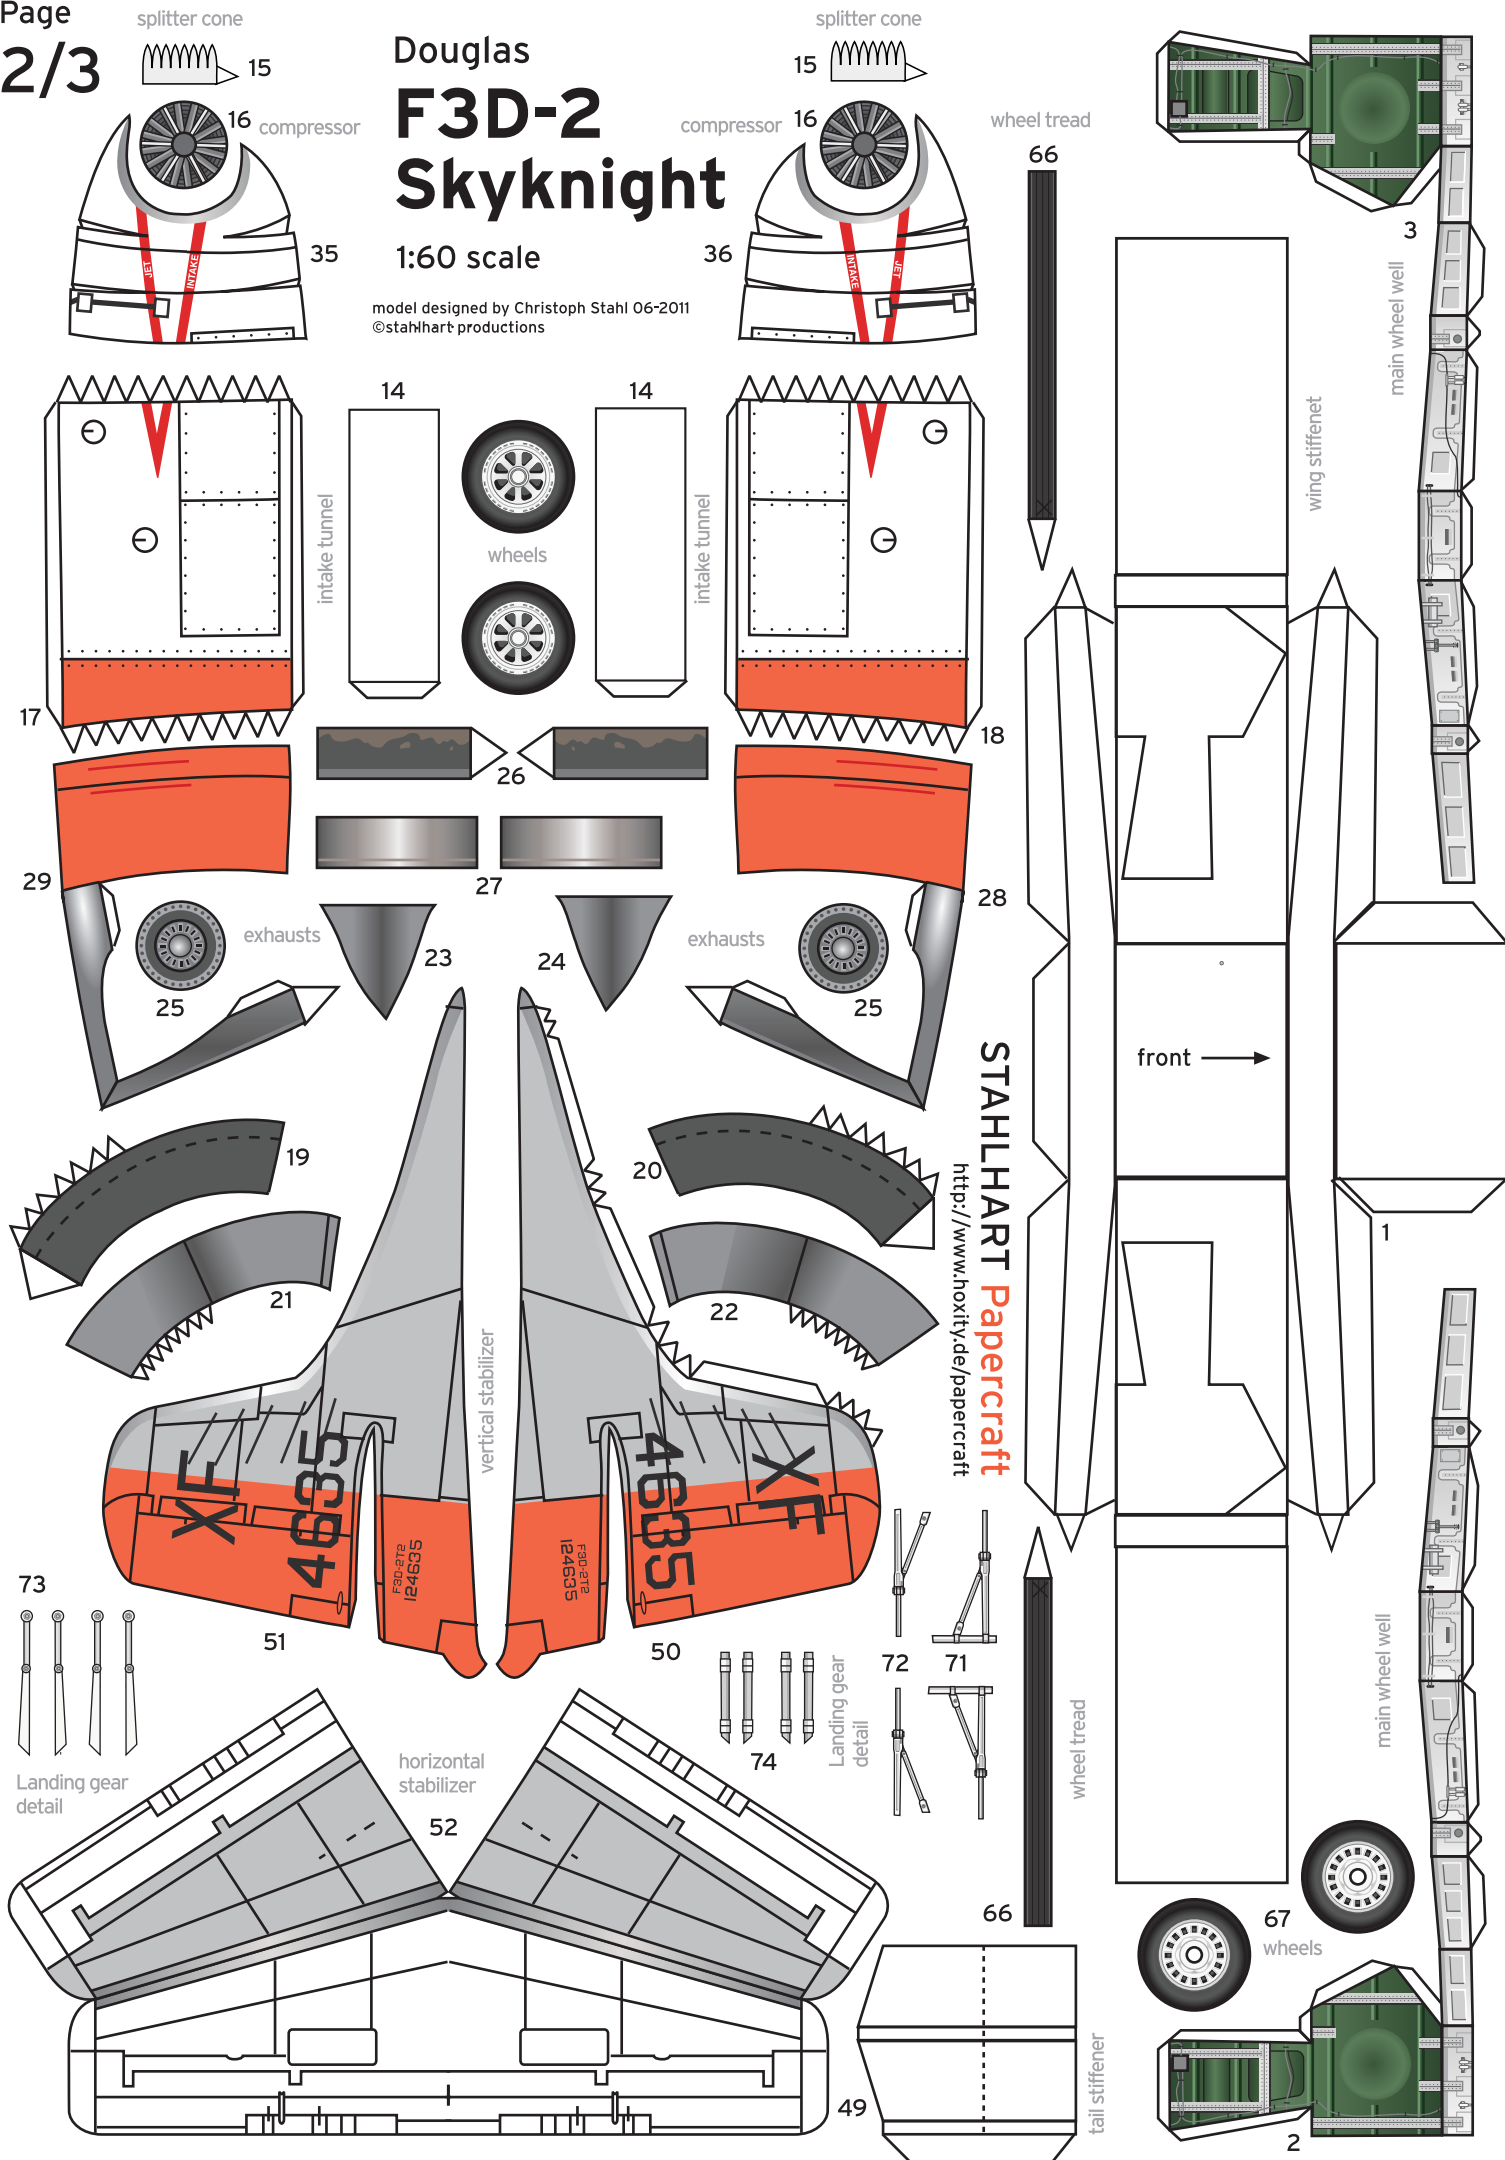 Page
2/3
splitter cone
15
16
compressor
35
JET
INTAKE
Douglas
F3D-2
Skyknight
1:60 scale
model designed by Christoph Stahl 06-2011
©stahlhart productions
splitter cone
15
compressor
16
36
INTAKE
JET
wheel tread
66
3
main wheel well
wing stiffenet
14
14
intake tunnel
wheels
intake tunnel
17
18
26
27
29
28
exhausts
25
23
24
exhausts
25
front
1
19
20
21
22
STAHLHART Papercraft
http://www.hoxity.de/papercraft
vertical stabilizer
XF
4635
F3D-2T2
124635
F3D-2T2
124635
4635
XF
51
50
73
Landing gear
detail
74
Landing gear
detail
72
71
wheel tread
66
main wheel well
horizontal
stabilizer
52
67
wheels
49
tail stiffener
2